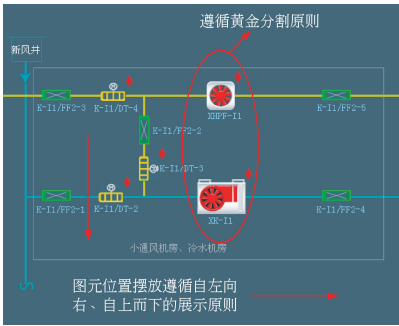 遵循黄金分割原则
新风井
K-I1/FF2-3
K-I1/DT-4
XHPF-I1
K-I1/FF2-5
K-I1/FF2-2
K-I1/DT-3
K-I1/FF2-1
K-I1/DT-2
XK-I1
K-I1/FF2-4
小通风机房、冷水机房
图元位置摆放遵循自左向
右、自上而下的展示原则